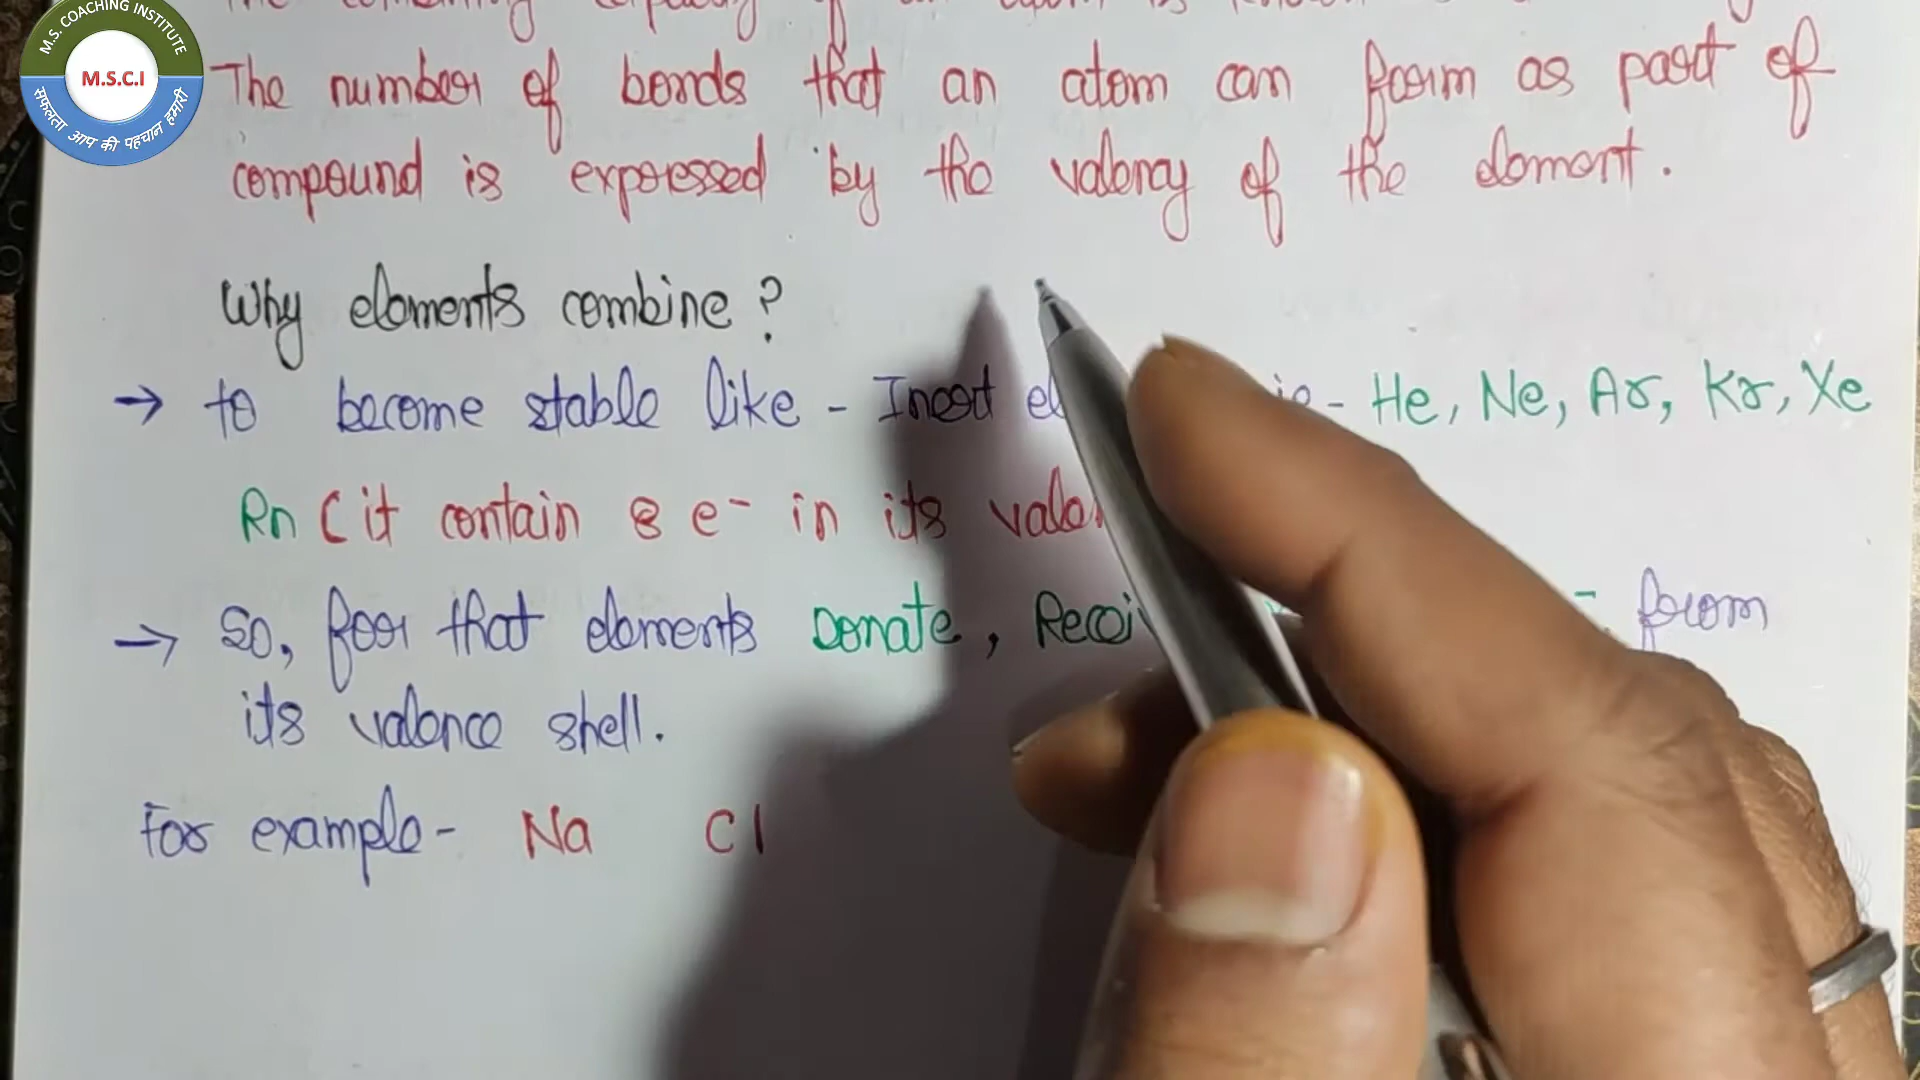 M.S. COACHING INSTITUTE
M.S.C.I
सफलता आप की पहचान हमारी
The number of bonds that an atom can form as part of
compound is expressed by the valency of the element.
Why elements combine ?
→ to become stable like - Inert - He, Ne, Ar, Kr, Xe
Rn ( it contain 8 e⁻ in its
→ So, for that elements Donate, from
its valence shell.
For example - Na Cl